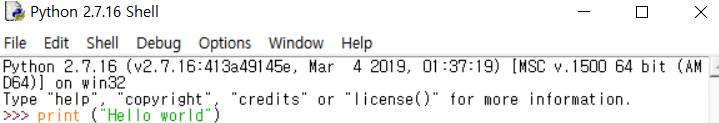 Python 2.7.16 Shell
File Edit Shell Debug Options Window Help
Python 2.7.16 (v2.7.16:413a49145e, Mar  4 2019, 01:37:19) [MSC v.1500 64 bit (AM
D64)] on win32
Type "help", "copyright", "credits" or "license()" for more information.
>>> print ("Hello world")